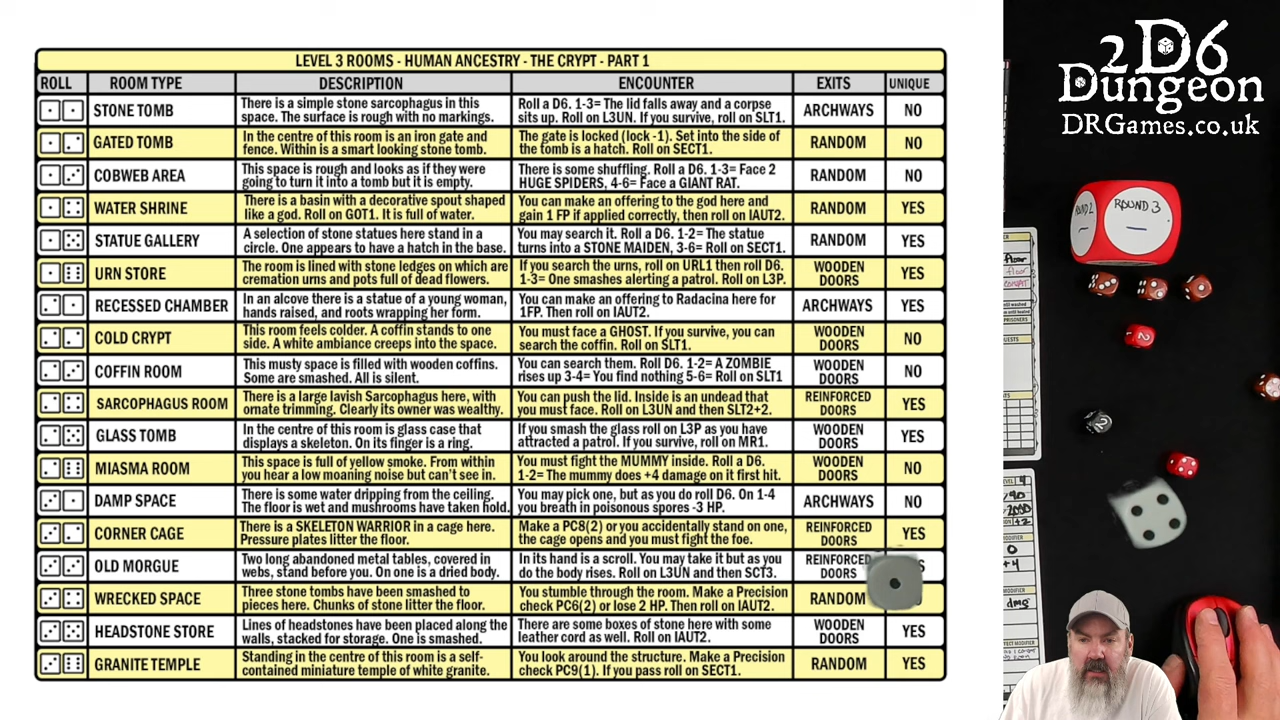 LEVEL 3 ROOMS - HUMAN ANCESTRY - THE CRYPT - PART 1
ROLL ROOM TYPE DESCRIPTION ENCOUNTER EXITS UNIQUE
STONE TOMB
There is a simple stone sarcophagus in this
space. The surface is rough with no markings.
Roll a D6. 1-3= The lid falls away and a corpse
sits up. Roll on L3UN. If you survive, roll on SLT1.
ARCHWAYS
NO
GATED TOMB
In the centre of this room is an iron gate and
fence. Within is a smart looking stone tomb.
The gate is locked (lock -1). Set into the side of
the tomb is a hatch. Roll on SECT1.
RANDOM
NO
COBWEB AREA
This space is rough and looks as if they were
going to turn it into a tomb but it is empty.
There is some shuffling. Roll a D6. 1-3= Face 2
HUGE SPIDERS, 4-6= Face a GIANT RAT.
RANDOM
NO
WATER SHRINE
There is a basin with a decorative spout shaped
like a god. Roll on GOT1. It is full of water.
You can make an offering to the god here and
gain 1 FP if applied correctly, then roll on IAUT2.
RANDOM
YES
STATUE GALLERY
A selection of stone statues here stand in a
circle. One appears to have a hatch in the base.
You may search it. Roll a D6. 1-2= The statue
turns into a STONE MAIDEN, 3-6= Roll on SECT1.
RANDOM
YES
URN STORE
The room is lined with stone ledges on which are
cremation urns and pots full of dead flowers.
If you search the urns, roll on URL1 then roll D6.
1-3= One smashes alerting a patrol. Roll on L3P.
WOODEN
DOORS
YES
RECESSED CHAMBER
In an alcove there is a statue of a young woman,
hands raised, and roots wrapping her form.
You can make an offering to Radacina here for
1FP. Then roll on IAUT2.
ARCHWAYS
YES
COLD CRYPT
This room feels colder. A coffin stands to one
side. A white ambiance creeps into the space.
You must face a GHOST. If you survive, you can
search the coffin. Roll on SLT1.
WOODEN
DOORS
NO
COFFIN ROOM
This musty space is filled with wooden coffins.
Some are smashed. All is silent.
You can search them. Roll D6. 1-2= A ZOMBIE
rises up 3-4= You find nothing 5-6= Roll on SLT1
WOODEN
DOORS
NO
SARCOPHAGUS ROOM
There is a large lavish Sarcophagus here, with
ornate trimming. Clearly its owner was wealthy.
You can push the lid. Inside is an undead that
you must face. Roll on L3UN and then SLT2+2.
REINFORCED
DOORS
YES
GLASS TOMB
In the centre of this room is glass case that
displays a skeleton. On its finger is a ring.
If you smash the glass roll on L3P as you have
attracted a patrol. If you survive, roll on MR1.
WOODEN
DOORS
YES
MIASMA ROOM
This space is full of yellow smoke. From within
you hear a low moaning noise but can't see in.
You must fight the MUMMY inside. Roll a D6.
1-2= The mummy does +4 damage on it first hit.
WOODEN
DOORS
NO
DAMP SPACE
There is some water dripping from the ceiling.
The floor is wet and mushrooms have taken hold.
You may pick one, but as you do roll D6. On 1-4
you breath in poisonous spores -3 HP.
ARCHWAYS
NO
CORNER CAGE
There is a SKELETON WARRIOR in a cage here.
Pressure plates litter the floor.
Make a PC8(2) or you accidentally stand on one,
the cage opens and you must fight the foe.
REINFORCED
DOORS
YES
OLD MORGUE
Two long abandoned metal tables, covered in
webs, stand before you. On one is a dried body.
In its hand is a scroll. You may take it but as you
do the body rises. Roll on L3UN and then SCT3.
REINFORCED
DOORS
WRECKED SPACE
Three stone tombs have been smashed to
pieces here. Chunks of stone litter the floor.
You stumble through the room. Make a Precision
check PC6(2) or lose 2 HP. Then roll on IAUT2.
RANDOM
HEADSTONE STORE
Lines of headstones have been placed along the
walls, stacked for storage. One is smashed.
There are some boxes of stone here with some
leather cord as well. Roll on IAUT2.
WOODEN
DOORS
YES
GRANITE TEMPLE
Standing in the centre of this room is a self-
contained miniature temple of white granite.
You look around the structure. Make a Precision
check PC9(1). If you pass roll on SECT1.
RANDOM
YES
2D6
Dungeon
DRGames.co.uk
ROUND 3